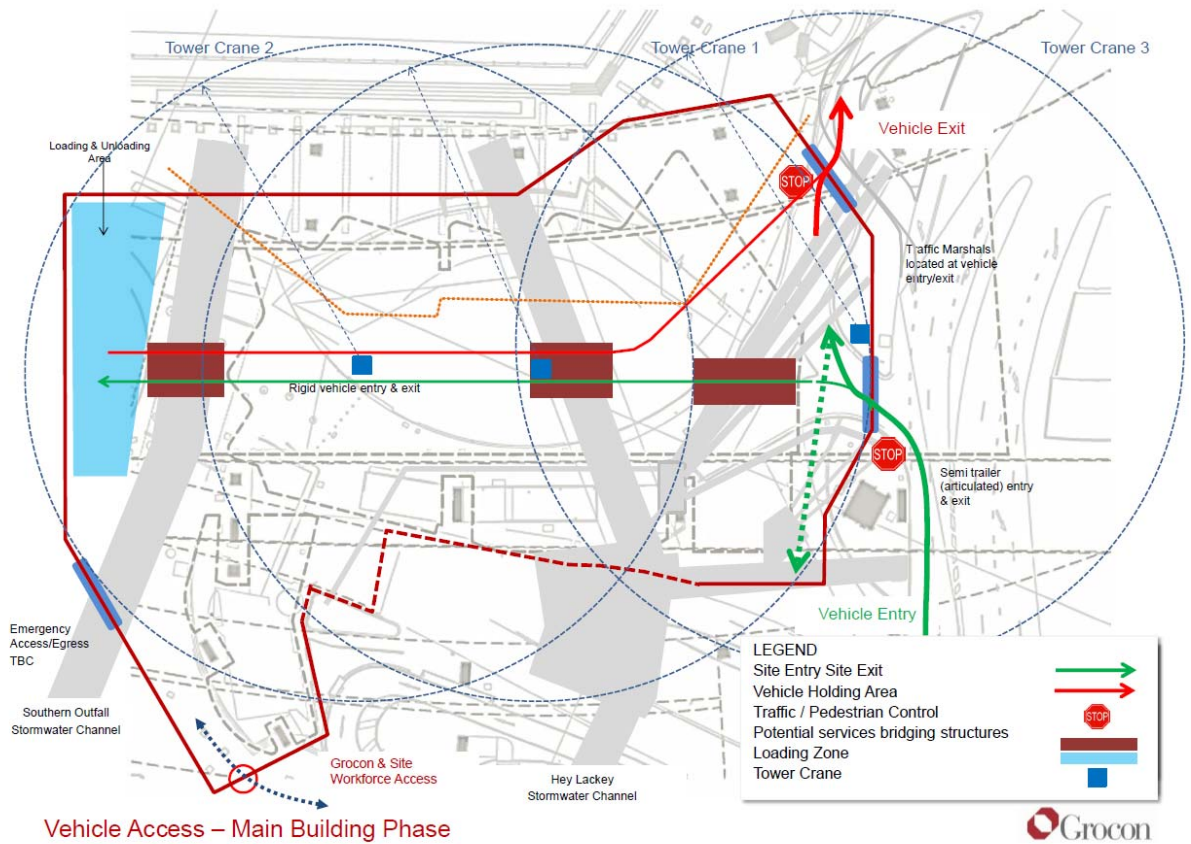 Tower Crane 2
Tower Crane 1
Tower Crane 3
Vehicle Exit
Loading & Unloading
Area
STOP
Traffic Marshals
located at vehicle
entry/exit
Rigid vehicle entry & exit
STOP
Semi trailer
(articulated) entry
& exit
Vehicle Entry
Emergency
Access/Egress
TBC
Southern Outfall
Stormwater Channel
Grocon & Site
Workforce Access
Hey Lackey
Stormwater Channel
LEGEND
Site Entry Site Exit
Vehicle Holding Area
Traffic / Pedestrian Control
STOP
Potential services bridging structures
Loading Zone
Tower Crane
Vehicle Access – Main Building Phase
Grocon